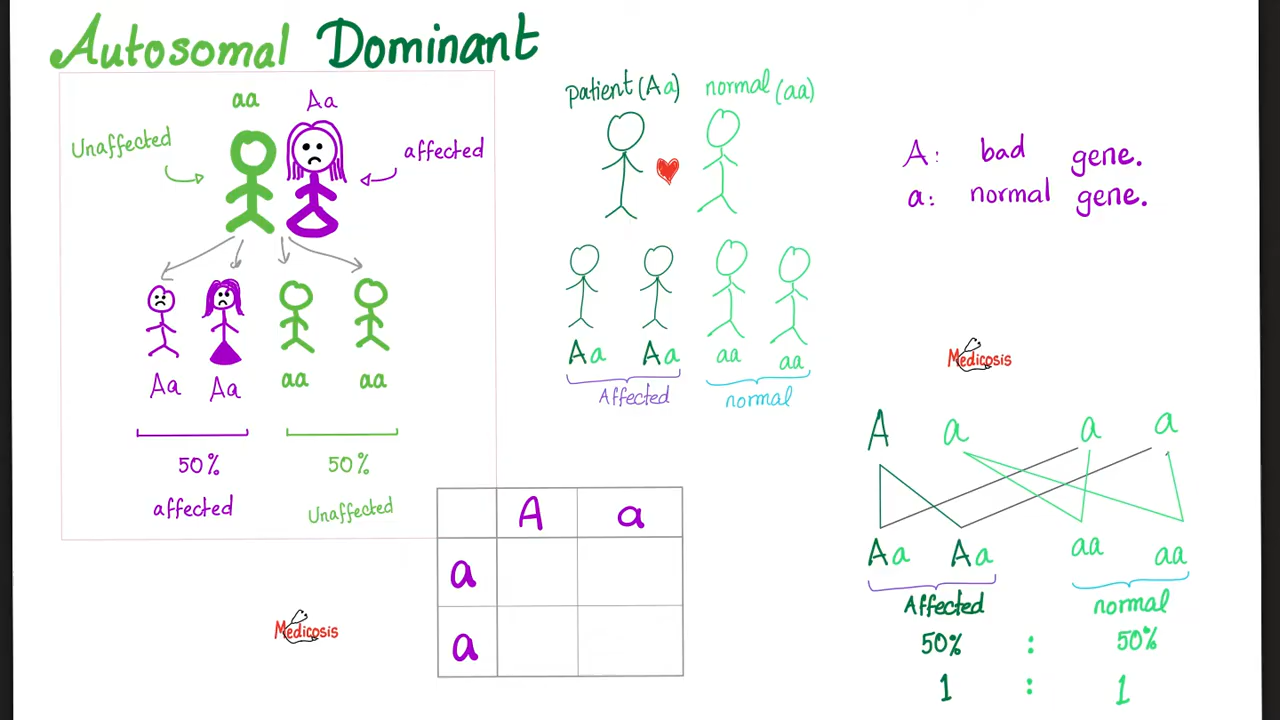 Autosomal Dominant
aa Aa
Unaffected
affected
Aa Aa aa aa
50% 50%
affected Unaffected
patient (Aa) normal (aa)
Aa Aa aa aa
Affected normal
A: bad gene.
a: normal gene.
Medicosis
A a a a
Aa Aa aa aa
Affected normal
50% : 50%
1 : 1
A a
a
a
Medicosis